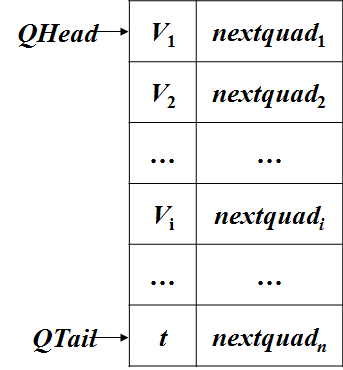 QHead V₁ nextquad₁
V₂ nextquad₂
... ...
Vᵢ nextquadᵢ
... ...
QTail t nextquadₙ